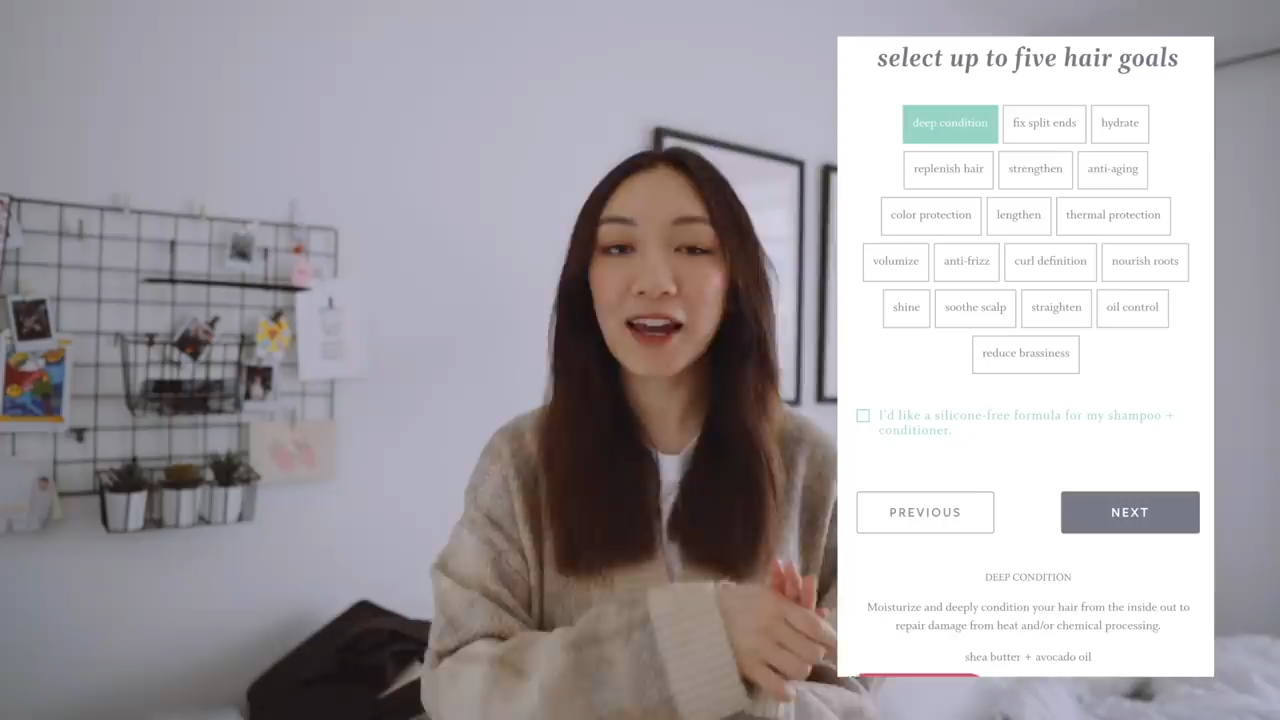 select up to five hair goals
deep condition fix split ends hydrate
replenish hair strengthen anti-aging
color protection lengthen thermal protection
volumize anti-frizz curl definition nourish roots
shine soothe scalp straighten oil control
reduce brassiness
I'd like a silicone-free formula for my shampoo +
conditioner.
PREVIOUS NEXT
DEEP CONDITION
Moisturize and deeply condition your hair from the inside out to
repair damage from heat and/or chemical processing.
shea butter + avocado oil